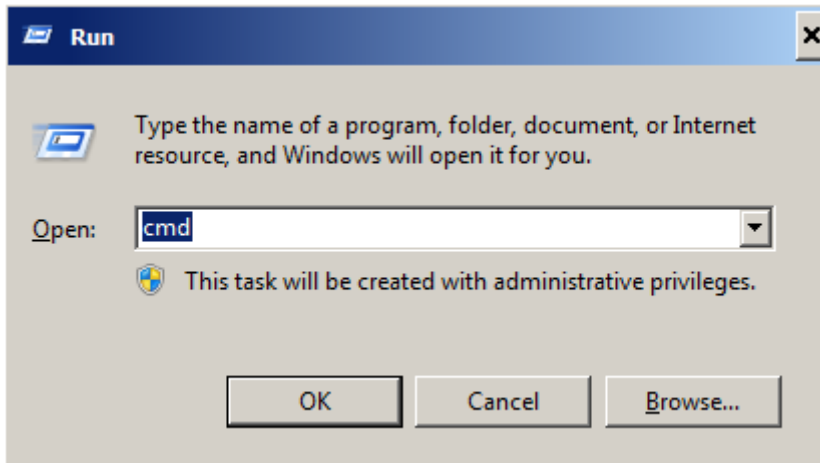 Run
Type the name of a program, folder, document, or Internet
resource, and Windows will open it for you.
Open: cmd
This task will be created with administrative privileges.
OK Cancel Browse...